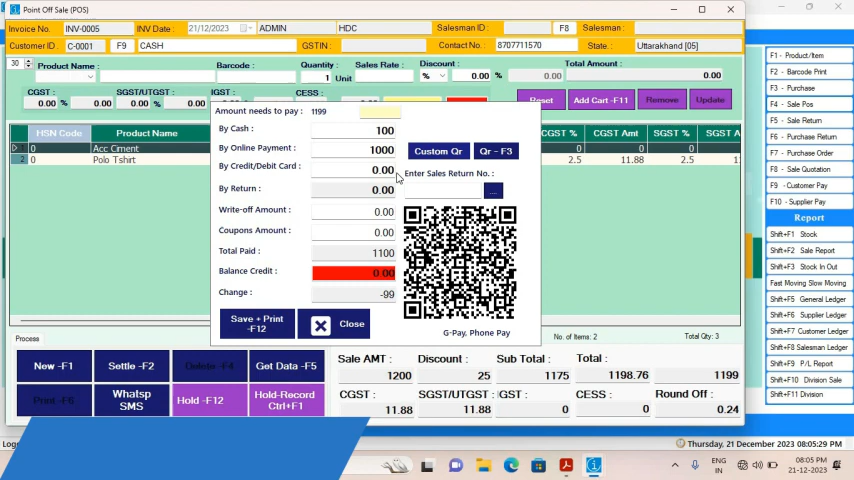 Point Off Sale (POS)
Invoice No. INV-0005 INV Date : 21/12/2023 ADMIN HDC Salesman ID : F8 Salesman :
Customer ID : C-0001 F9 CASH GSTIN : Contact No. : 8707711570 State : Uttarakhand [05]
30 Product Name : Barcode : Quantity : Sales Rate : Discount : Total Amount :
1 Unit % 0.00 % 0.00 0.00
CGST : SGST/UTGST : IGST : CESS :
0.00 % 0.00 % 0.00
Reset Add Cart -F11 Remove Update
HSN Code Product Name CGST % CGST Amt SGST % SGST A
1 0 Acc Ciment
2 0 Polo Tshirt 2.5 11.88 2.5
Amount needs to pay : 1199
By Cash : 100
By Online Payment : 1000
By Credit/Debit Card : 0.00
By Return : 0.00
Write-off Amount : 0.00
Coupons Amount : 0.00
Total Paid : 1100
Balance Credit : 0.00
Change : -99
Custom Qr Qr - F3
Enter Sales Return No. :
....
G-Pay, Phone Pay
Save + Print -F12
Close
Process No. of Items: 2 Total Qty: 3
New -F1 Settle -F2 Delete -F4 Get Data -F5
Print -F6 Whatsp SMS Hold -F12 Hold-Record Ctrl+F1
Sale AMT : Discount : Sub Total : Total :
1200 25 1175 1198.76 1199
CGST : SGST/UTGST : IGST : CESS : Round Off :
11.88 11.88 0 0 0.24
F1 - Product/Item
F2 - Barcode Print
F3 - Purchase
F4 - Sale Pos
F5 - Sale Return
F6 - Purchase Return
F7 - Purchase Order
F8 - Sale Quotation
F9 - Customer Pay
F10 - Supplier Pay
Report
Shift+F1 Stock
Shift+F2 Sale Report
Shift+F3 Stock In Out
Fast Moving Slow Moving
Shift+F5 General Ledger
Shift+F6 Supplier Ledger
Shift+F7 Customer Ledger
Shift+F8 Salesman Ledger
Shift+F9 P/L Report
Shift+F10 Division Sale
Shift+F11 Division
Thursday, 21 December 2023 08:05:29 PM
ENG
IN
08:05 PM
21-12-2023